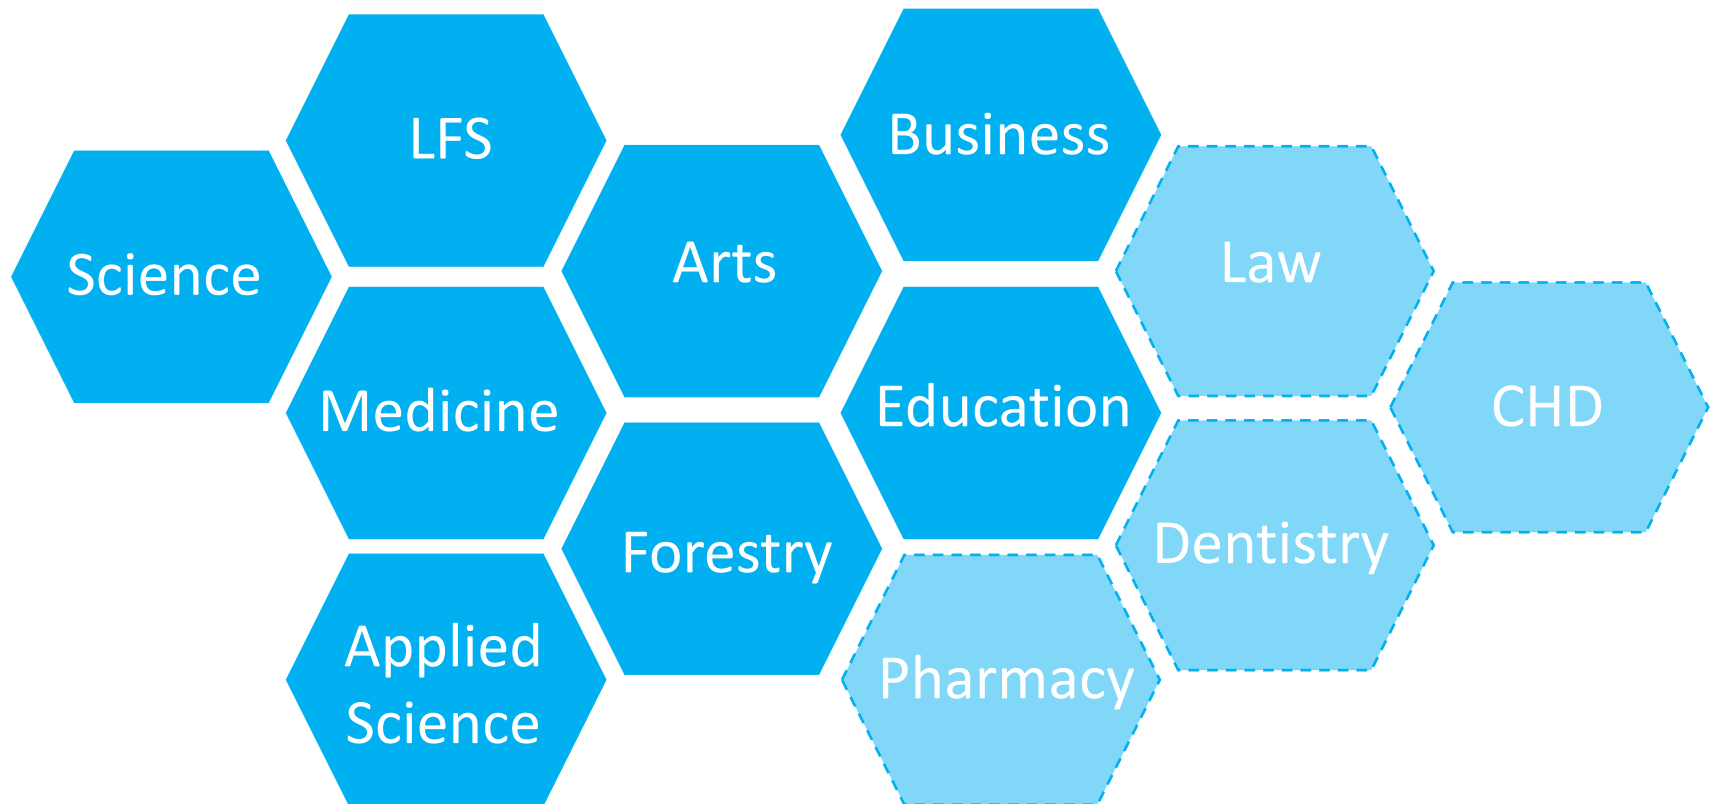 LFS
Business
Science
Arts
Law
Medicine
Education
CHD
Forestry
Dentistry
Applied
Science
Pharmacy